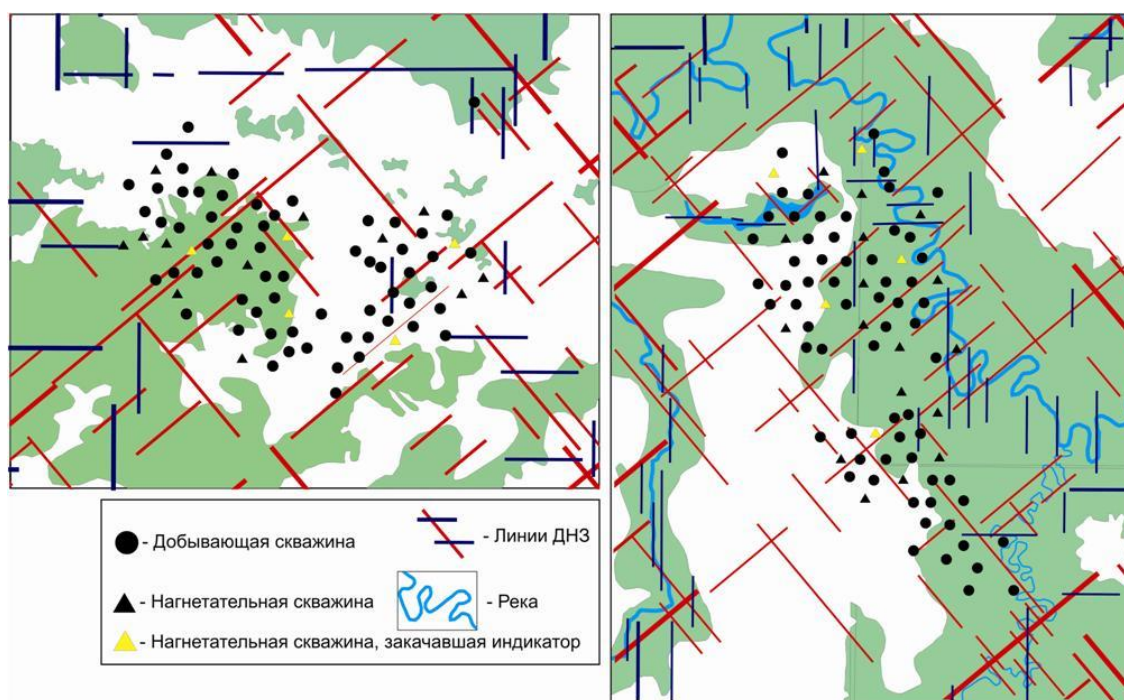 - Добывающая скважина
- Линии ДНЗ
- Нагнетательная скважина
- Река
- Нагнетательная скважина, закачавшая индикатор